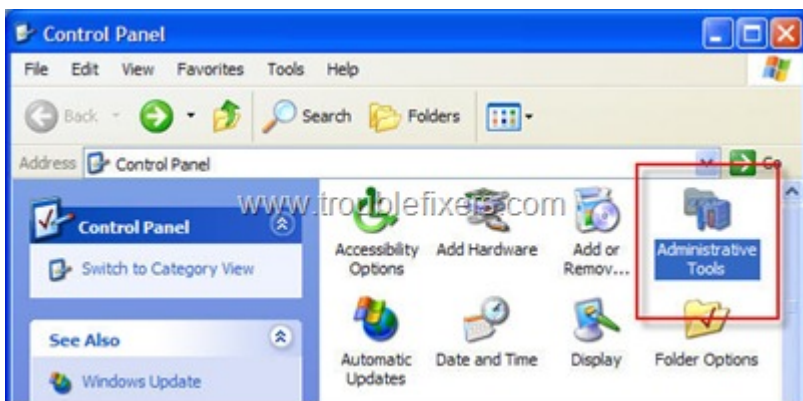 Control Panel
File Edit View Favorites Tools Help
Back Search Folders
Address Control Panel Go
www.troublefixers.com
Control Panel
Switch to Category View
See Also
Windows Update
Accessibility Options
Add Hardware
Add or Remov...
Administrative Tools
Automatic Updates
Date and Time
Display
Folder Options